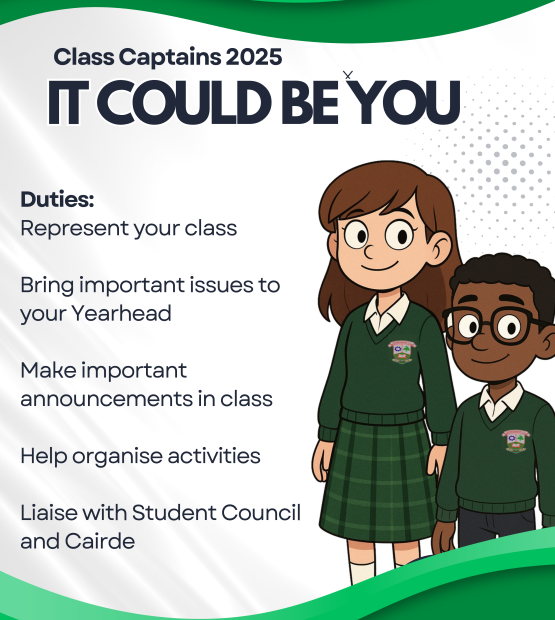 Class Captains 2025
IT COULD BE YOU
Duties:
Represent your class
Bring important issues to
your Yearhead
Make important
announcements in class
Help organise activities
Liaise with Student Council
and Cairde